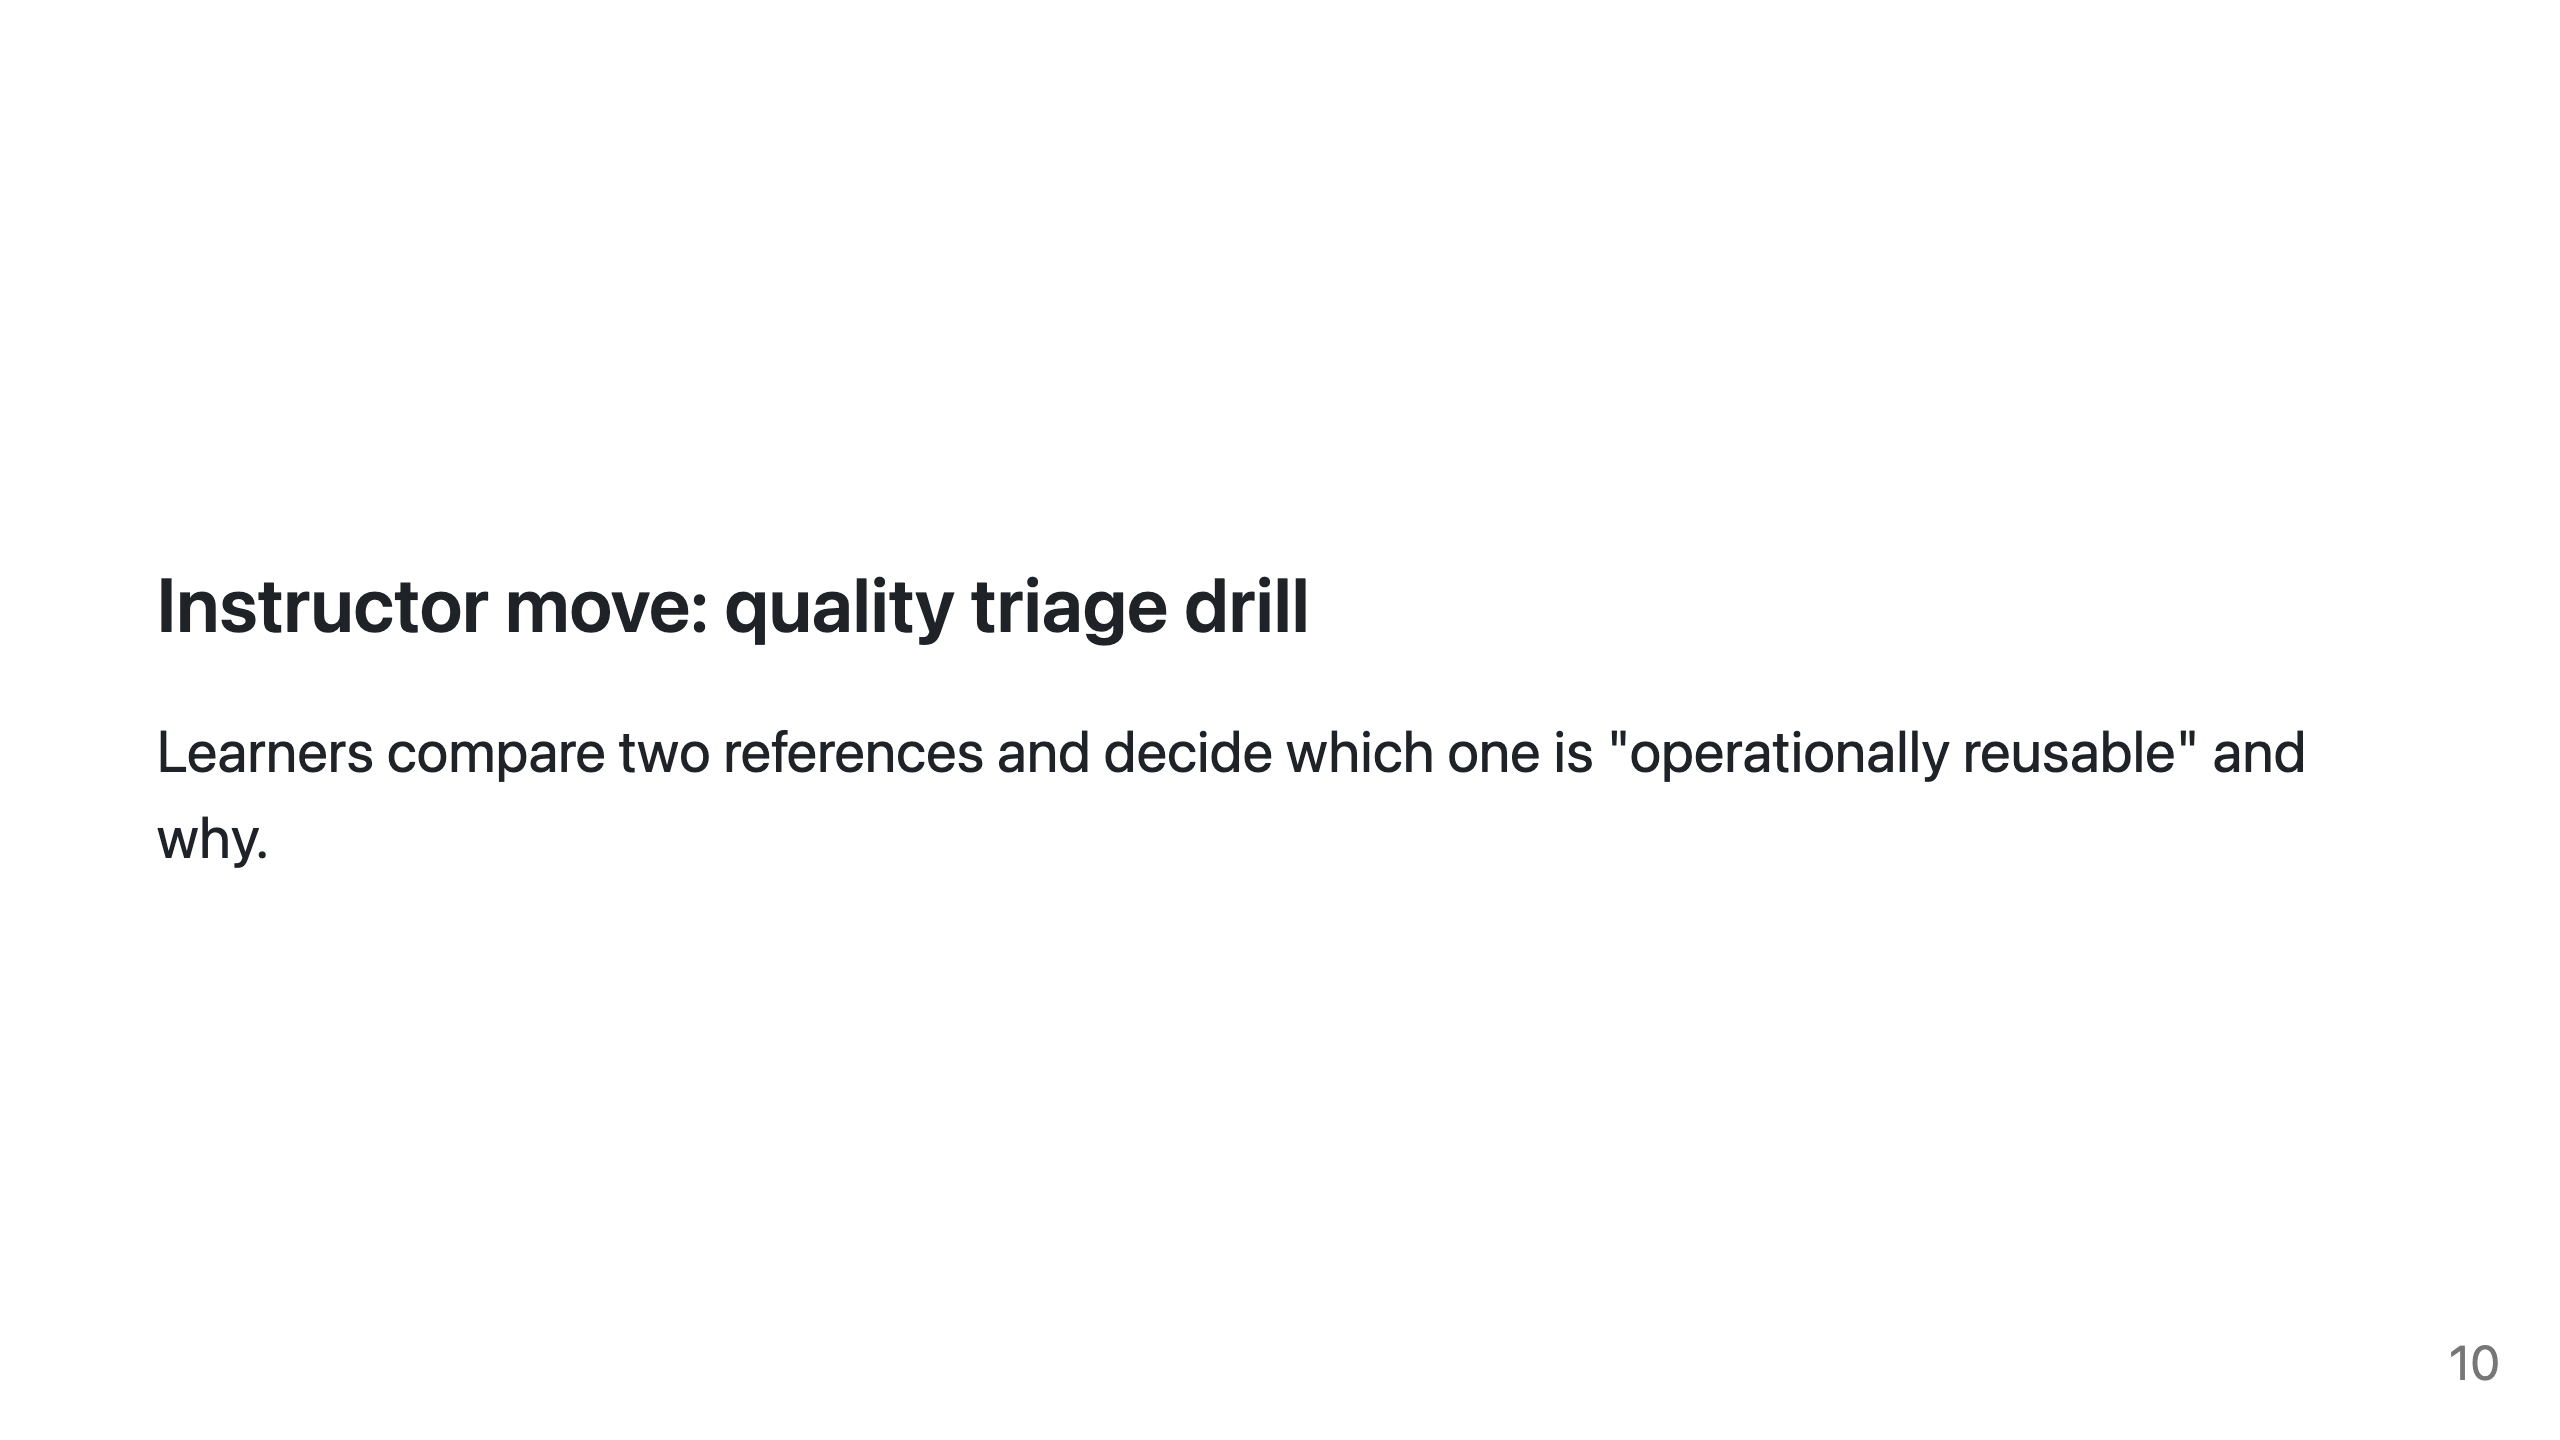 Instructor move: quality triage drill
Learners compare two references and decide which one is "operationally reusable" and
why.
10